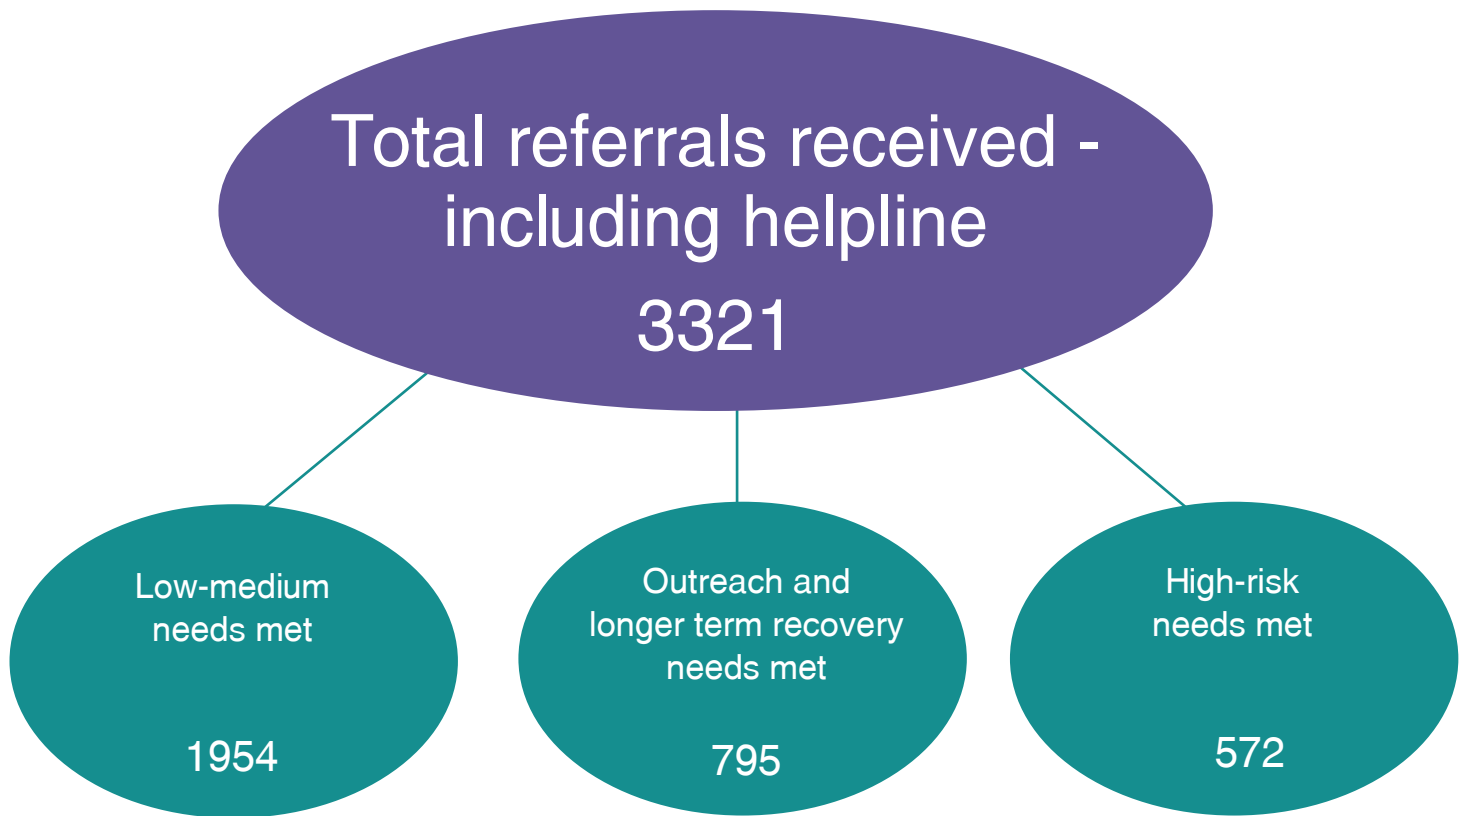 Total referrals received -
including helpline
3321
Low-medium
needs met
1954
Outreach and
longer term recovery
needs met
795
High-risk
needs met
572